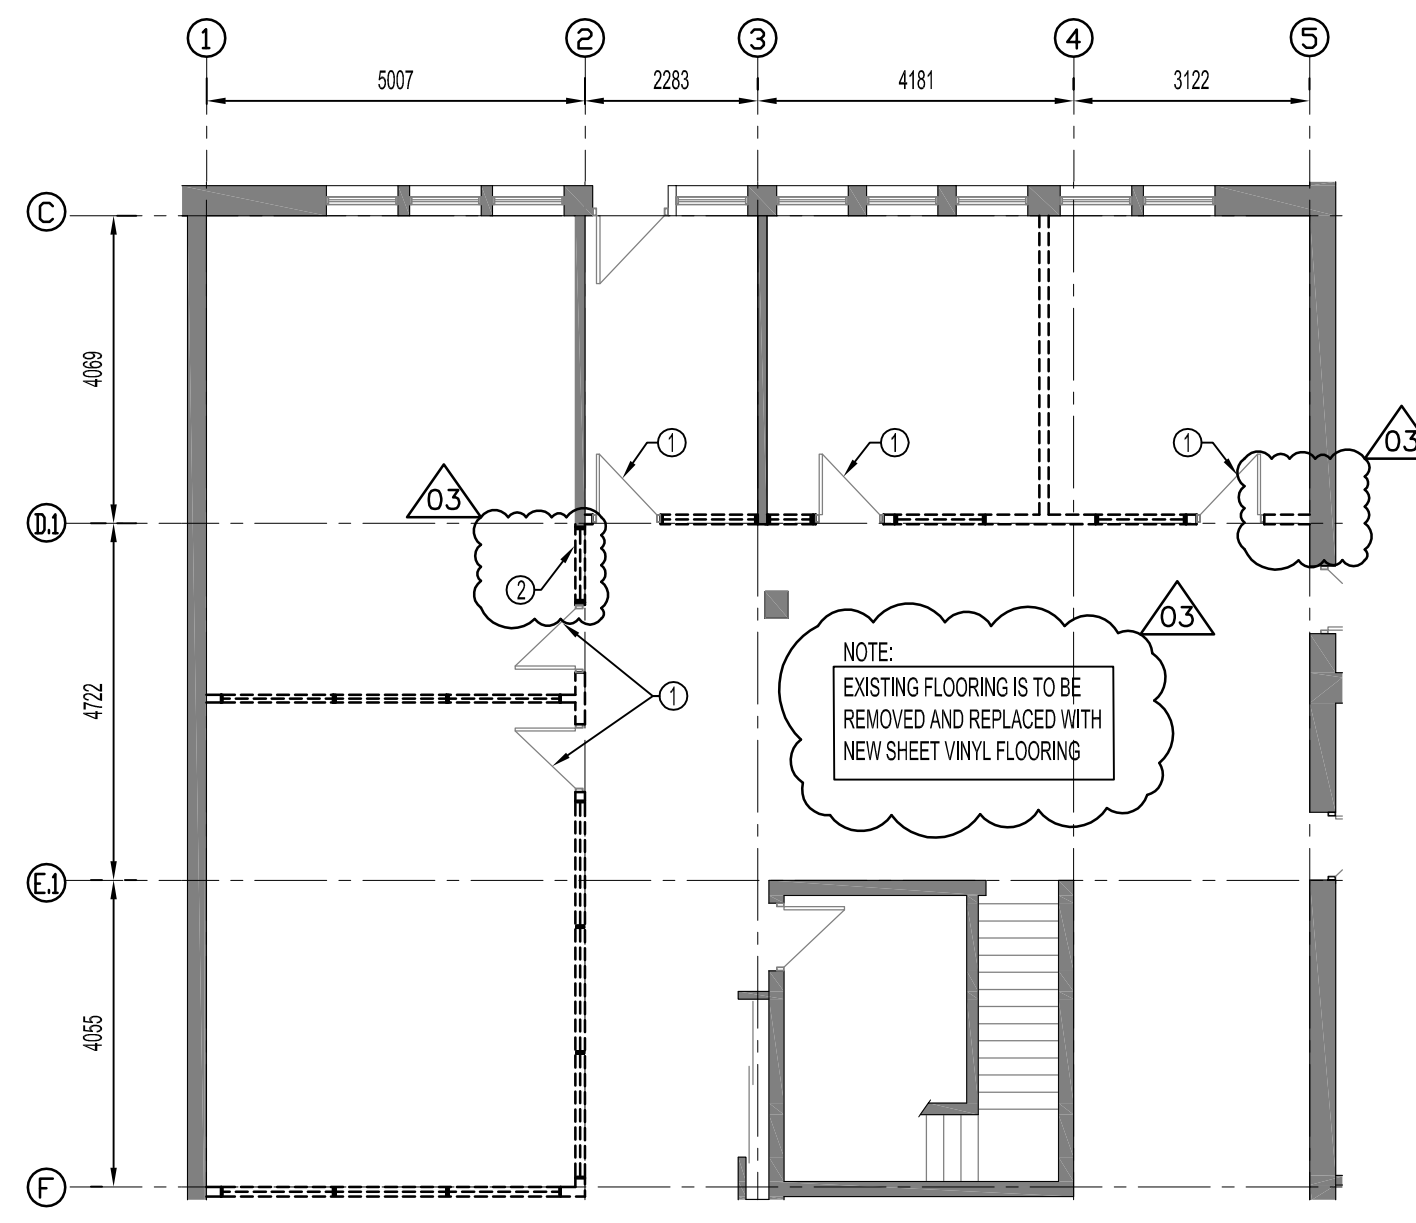 1 2 3 4 5
5007 2283 4181 3122
C
4069
1 1 1
03
03
D.1
2
03
NOTE:
EXISTING FLOORING IS TO BE
REMOVED AND REPLACED WITH
NEW SHEET VINYL FLOORING
4722
1
E.1
4055
F